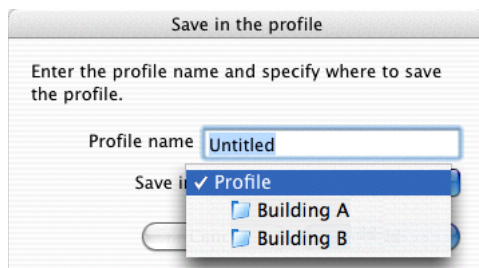 Save in the profile
Enter the profile name and specify where to save
the profile.
Profile name Untitled
Save i ✓ Profile
Building A
Building B